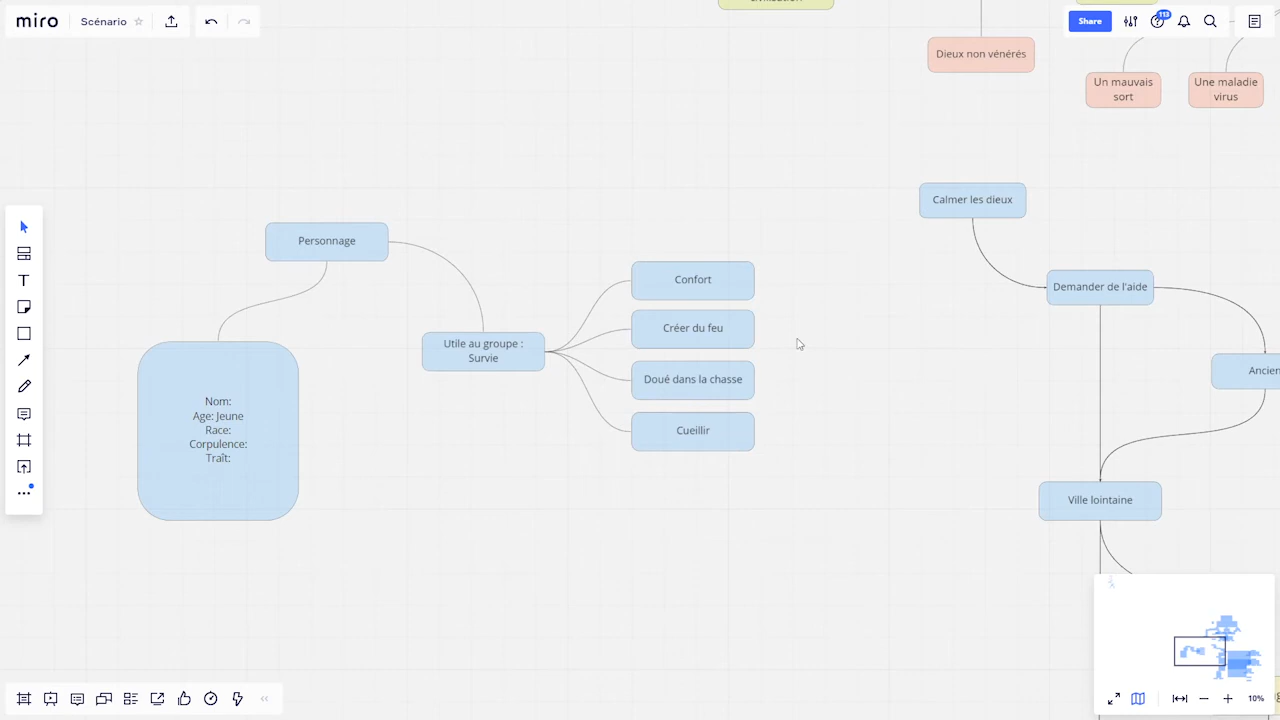 miro
Scénario
Share
113
civilisation?
Dieux non vénérés
Un mauvais
sort
Une maladie
virus
Calmer les dieux
Personnage
Confort
Demander de l'aide
Créer du feu
Utile au groupe :
Survie
Doué dans la chasse
Ancien
Nom:
Age: Jeune
Race:
Corpulence:
Traît:
Cueillir
Ville lointaine
10%